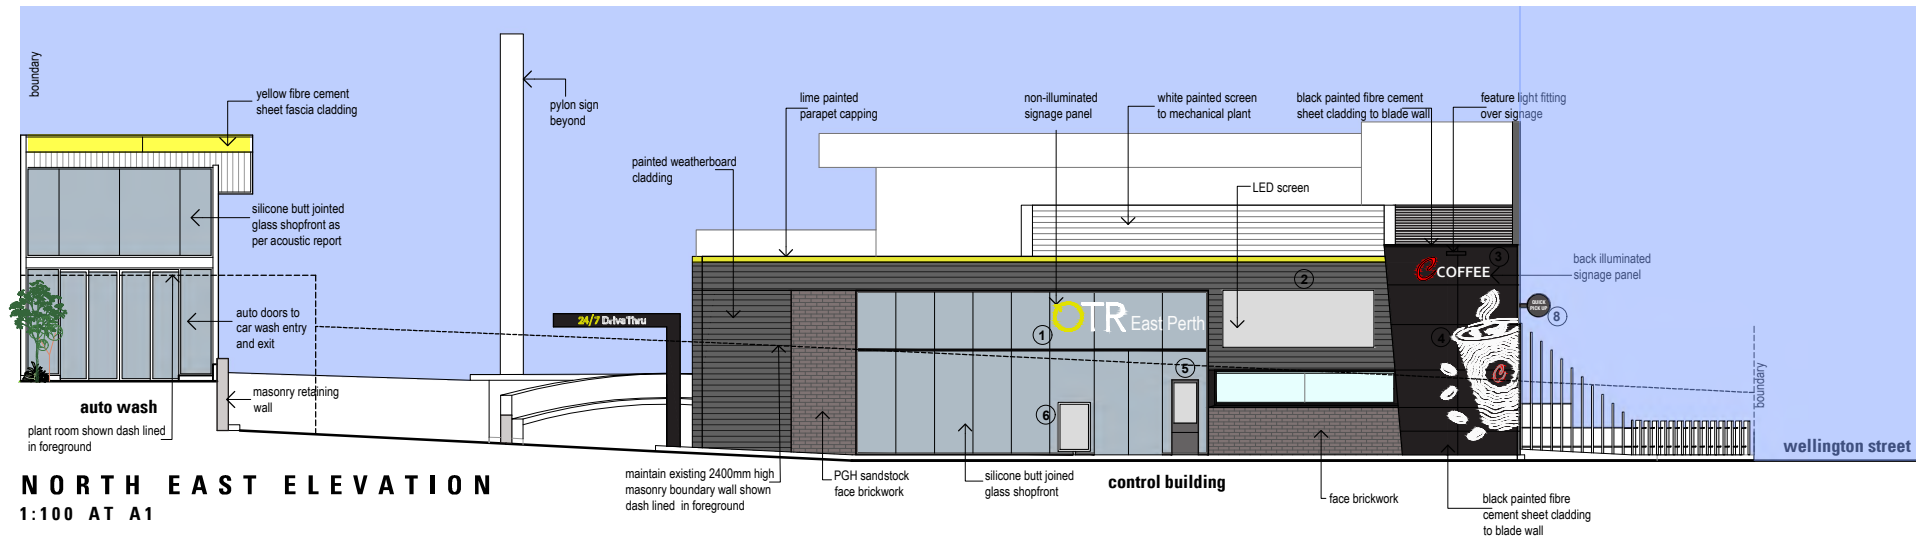 boundary
yellow fibre cement
sheet fascia cladding
pylon sign
beyond
lime painted
parapet capping
non-illuminated
signage panel
white painted screen
to mechanical plant
black painted fibre cement
sheet cladding to blade wall
feature light fitting
over signage
painted weatherboard
cladding
LED screen
silicone butt jointed
glass shopfront as
per acoustic report
back illuminated
signage panel
2
3
COFFEE
auto doors to
car wash entry
and exit
24/7 DriveThru
OTR East Perth
1
QUICK
PICK UP
8
4
5
6
boundary
masonry retaining
wall
auto wash
plant room shown dash lined
in foreground
wellington street
maintain existing 2400mm high
masonry boundary wall shown
dash lined in foreground
PGH sandstock
face brickwork
silicone butt joined
glass shopfront
control building
face brickwork
black painted fibre
cement sheet cladding
to blade wall
NORTH EAST ELEVATION
1:100 AT A1